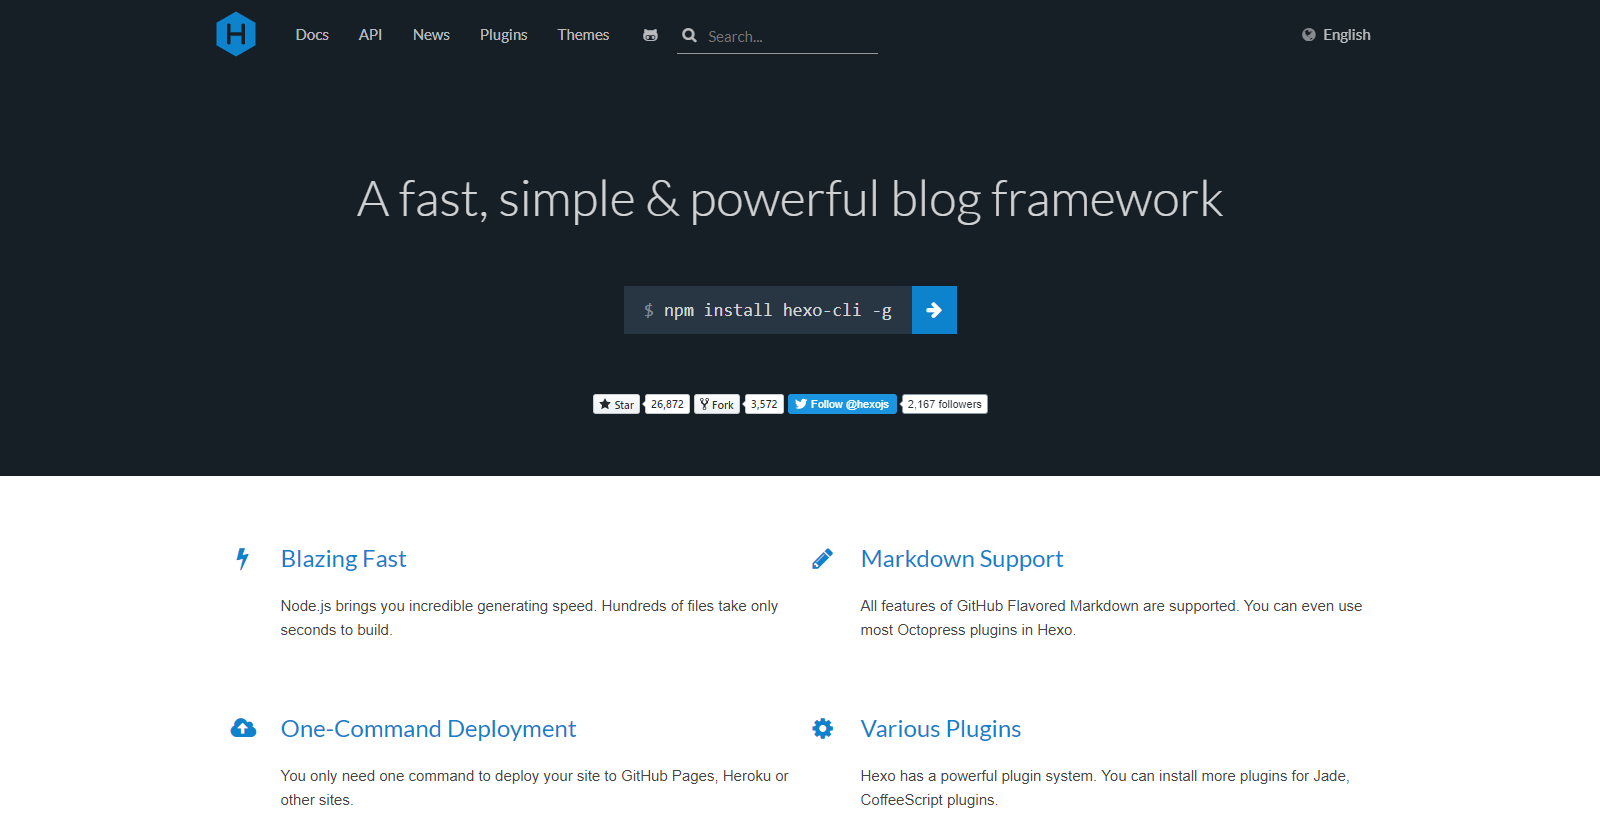 H Docs API News Plugins Themes Search... English
A fast, simple & powerful blog framework
$ npm install hexo-cli -g
Star 26,872 Fork 3,572 Follow @hexojs 2,167 followers
Blazing Fast
Node.js brings you incredible generating speed. Hundreds of files take only
seconds to build.
Markdown Support
All features of GitHub Flavored Markdown are supported. You can even use
most Octopress plugins in Hexo.
One-Command Deployment
You only need one command to deploy your site to GitHub Pages, Heroku or
other sites.
Various Plugins
Hexo has a powerful plugin system. You can install more plugins for Jade,
CoffeeScript plugins.